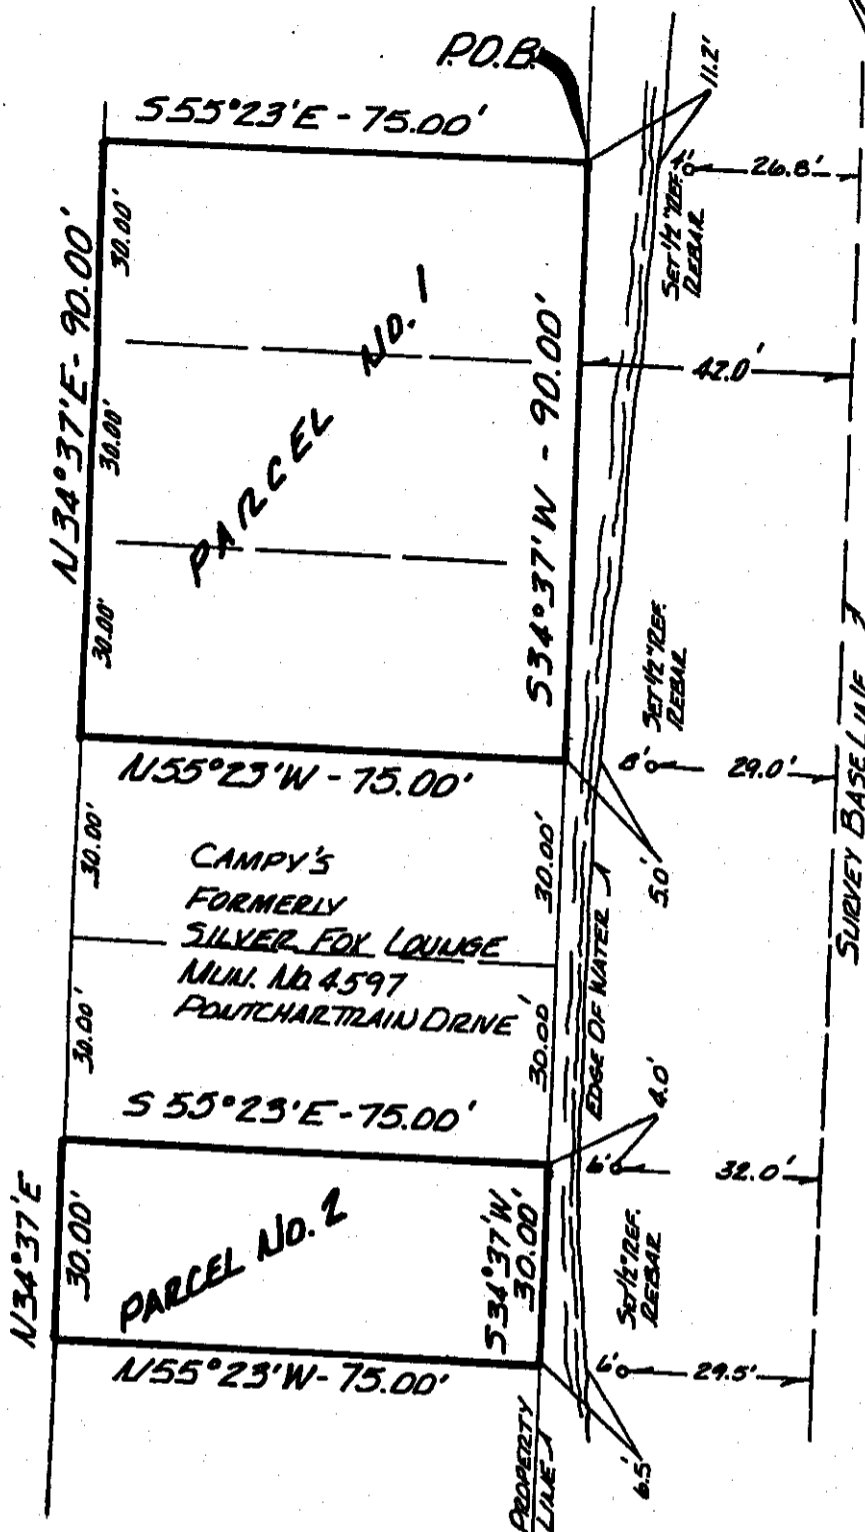 P.O.B.
S55°23'E - 75.00'
11.2'
4'
26.8'
SET 1/2" REF.
REBAR
30.00'
N34°37'E - 90.00'
PARCEL NO. 1
42.0'
30.00'
S34°37'W - 90.00'
30.00'
SET 1/2" REF.
REBAR
N55°23'W - 75.00'
8'
29.0'
5.0'
SURVEY BASELINE
30.00'
30.00'
CAMPY'S
FORMERLY
SILVER FOX LOUNGE
MUN. NO. 4597
PONTCHARTRAIN DRIVE
EDGE OF WATER
30.00'
30.00'
S 55°23'E - 75.00'
4.0'
6'
32.0'
N34°37'E
30.00'
PARCEL NO. 2
S34°37'W
30.00'
SET 1/2" REF.
REBAR
N55°23'W - 75.00'
6'
29.5'
6.5'
PROPERTY
LINE